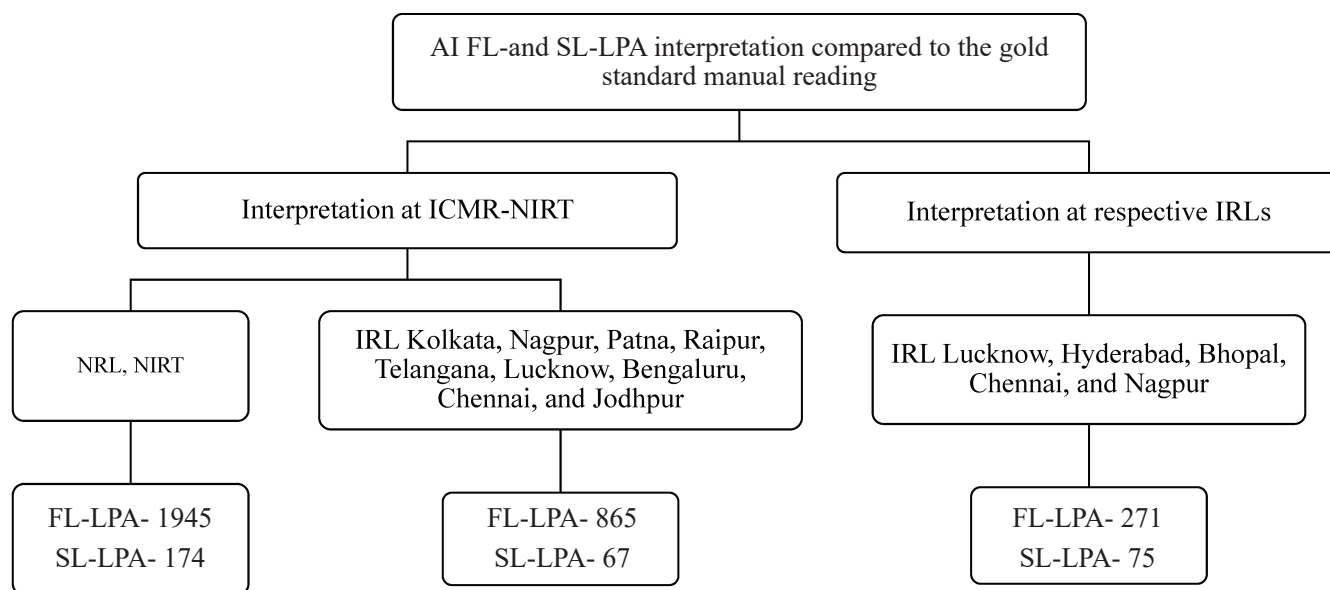 AI FL-and SL-LPA interpretation compared to the gold
standard manual reading
Interpretation at ICMR-NIRT
Interpretation at respective IRLs
NRL, NIRT
IRL Kolkata, Nagpur, Patna, Raipur,
Telangana, Lucknow, Bengaluru,
Chennai, and Jodhpur
IRL Lucknow, Hyderabad, Bhopal,
Chennai, and Nagpur
FL-LPA- 1945
SL-LPA- 174
FL-LPA- 865
SL-LPA- 67
FL-LPA- 271
SL-LPA- 75